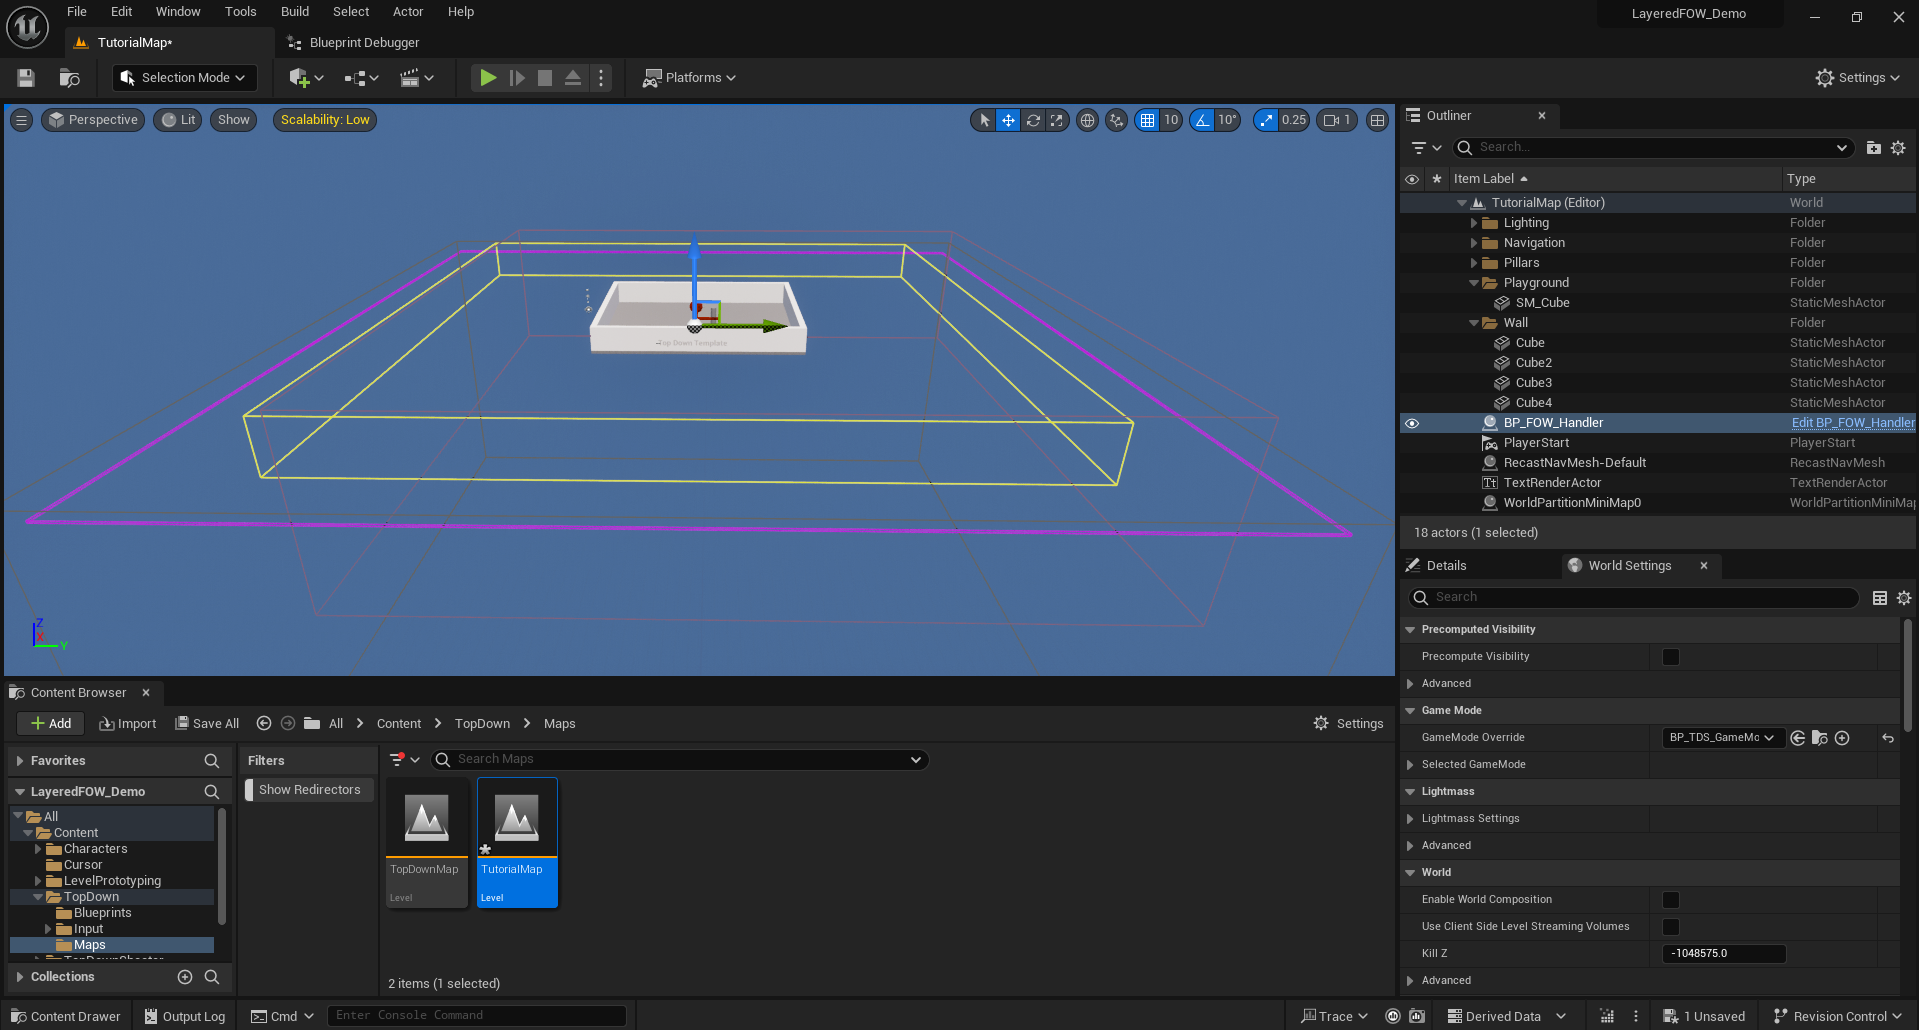 File Edit Window Tools Build Select Actor Help
LayeredFOW_Demo
TutorialMap*
Blueprint Debugger
Selection Mode
Platforms
Settings
Perspective Lit Show Scalability: Low
10 10° 0.25 1
Top Down Template
Z
X
Y
Outliner
Search...
Item Label Type
TutorialMap (Editor) World
Lighting Folder
Navigation Folder
Pillars Folder
Playground Folder
SM_Cube StaticMeshActor
Wall Folder
Cube StaticMeshActor
Cube2 StaticMeshActor
Cube3 StaticMeshActor
Cube4 StaticMeshActor
BP_FOW_Handler Edit BP_FOW_Handler
PlayerStart PlayerStart
RecastNavMesh-Default RecastNavMesh
Tt TextRenderActor TextRenderActor
WorldPartitionMiniMap0 WorldPartitionMiniMap
18 actors (1 selected)
Details World Settings
Search
Precomputed Visibility
Precompute Visibility
Advanced
Game Mode
GameMode Override BP_TDS_GameMc
Selected GameMode
Lightmass
Lightmass Settings
Advanced
World
Enable World Composition
Use Client Side Level Streaming Volumes
Kill Z -1048575.0
Advanced
Content Browser
Add Import Save All All Content TopDown Maps Settings
Favorites
LayeredFOW_Demo
All
Content
Characters
Cursor
LevelPrototyping
TopDown
Blueprints
Input
Maps
Collections
Filters
Show Redirectors
Search Maps
TopDownMap
Level
TutorialMap
Level
2 items (1 selected)
Content Drawer Output Log Cmd Enter Console Command Trace Derived Data 1 Unsaved Revision Control